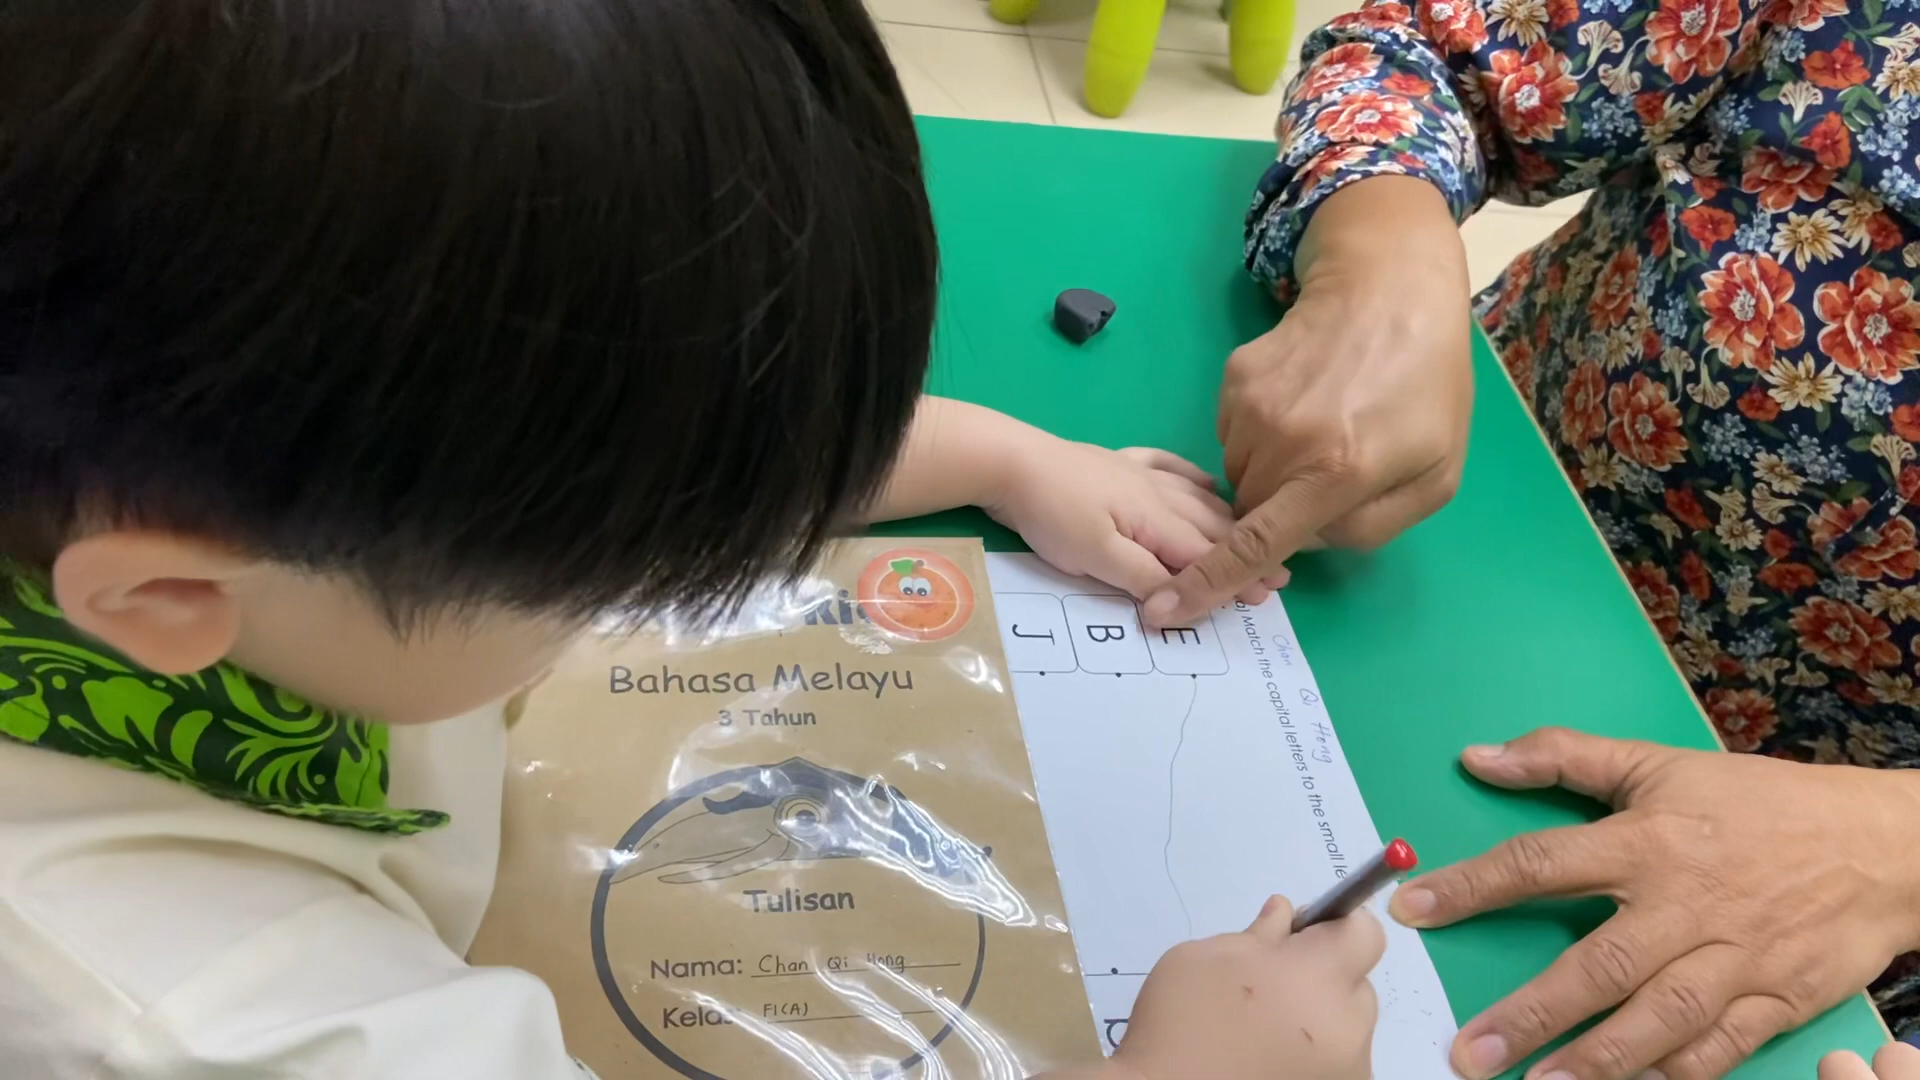 Bahasa Melayu
3 Tahun
Tulisan
Nama: Chan Qi Hong
Kelas: F1(A)
Chan Qi Hong
a) Match the capital letters to the small
E
B
J